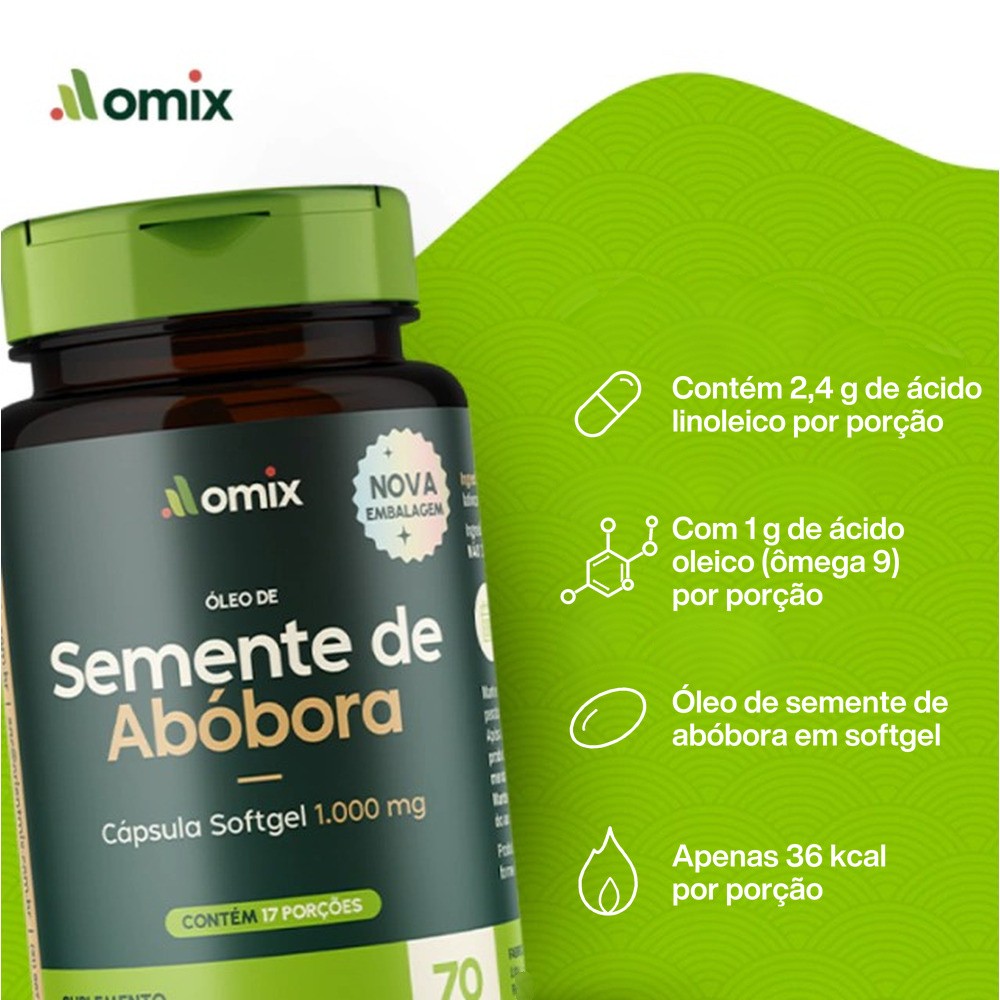 omix
omix
NOVA
EMBALAGEM
ÓLEO DE
Semente de
Abóbora
Cápsula Softgel 1.000 mg
CONTÉM 17 PORÇÕES
SUPLEMENTO
70
Contém 2,4 g de ácido
linoleico por porção
Com 1 g de ácido
oleico (ômega 9)
por porção
Óleo de semente de
abóbora em softgel
Apenas 36 kcal
por porção